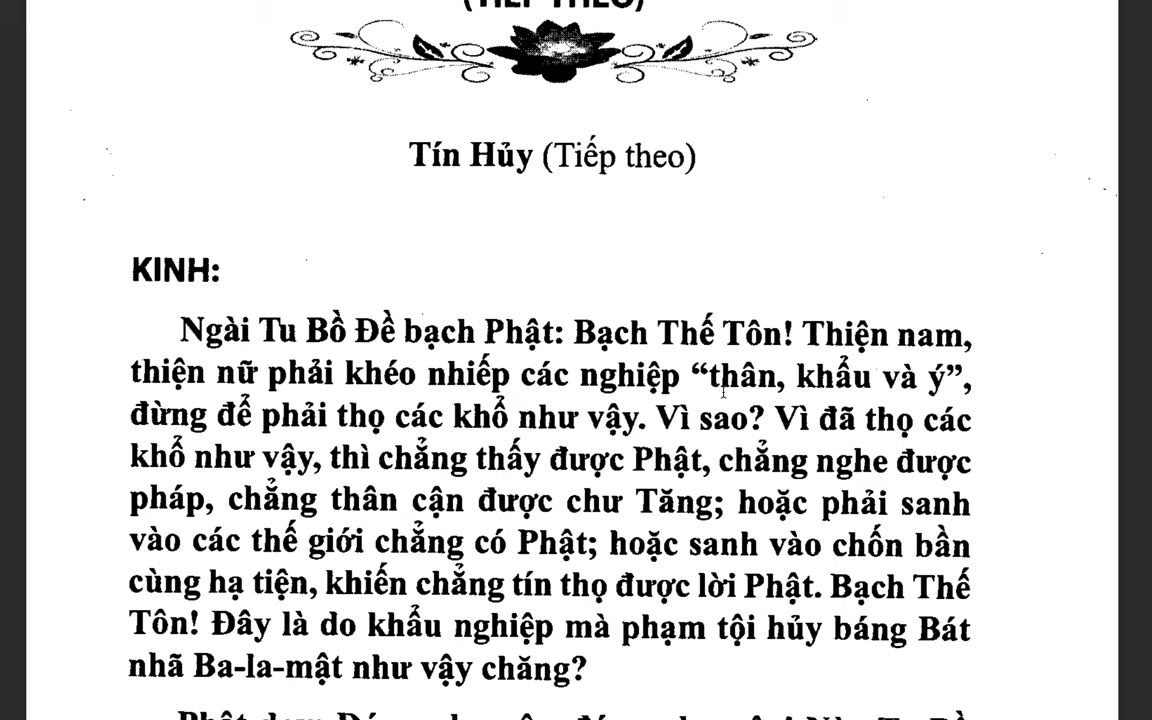 (TIẾP THEO)
Tín Hủy (Tiếp theo)
KINH:
Ngài Tu Bồ Đề bạch Phật: Bạch Thế Tôn! Thiện nam,
thiện nữ phải khéo nhiếp các nghiệp “thân, khẩu và ý”,
đừng để phải thọ các khổ như vậy. Vì sao? Vì đã thọ các
khổ như vậy, thì chẳng thấy được Phật, chẳng nghe được
pháp, chẳng thân cận được chư Tăng; hoặc phải sanh
vào các thế giới chẳng có Phật; hoặc sanh vào chốn bần
cùng hạ tiện, khiến chẳng tín thọ được lời Phật. Bạch Thế
Tôn! Đây là do khẩu nghiệp mà phạm tội hủy báng Bát
nhã Ba-la-mật như vậy chăng?